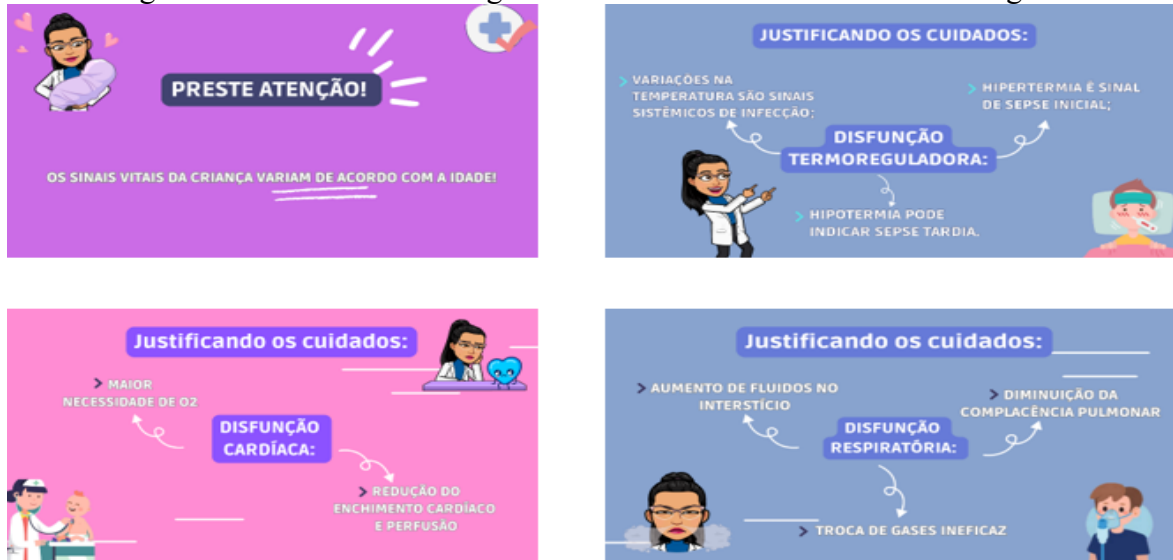 PRESTE ATENÇÃO!
OS SINAIS VITAIS DA CRIANÇA VARIAM DE ACORDO COM A IDADE!
JUSTIFICANDO OS CUIDADOS:
> VARIAÇÕES NA
TEMPERATURA SÃO SINAIS
SISTÊMICOS DE INFECÇÃO;
> HIPERTERMIA É SINAL
DE SEPSE INICIAL;
DISFUNÇÃO
TERMOREGULADORA:
> HIPOTERMIA PODE
INDICAR SEPSE TARDIA.
Justificando os cuidados:
> MAIOR
NECESSIDADE DE O2
DISFUNÇÃO
CARDÍACA:
> REDUÇÃO DO
ENCHIMENTO CARDÍACO
E PERFUSÃO
Justificando os cuidados:
> AUMENTO DE FLUIDOS NO
INTERSTÍCIO
> DIMINUIÇÃO DA
COMPLACÊNCIA PULMONAR
DISFUNÇÃO
RESPIRATÓRIA:
> TROCA DE GASES INEFICAZ